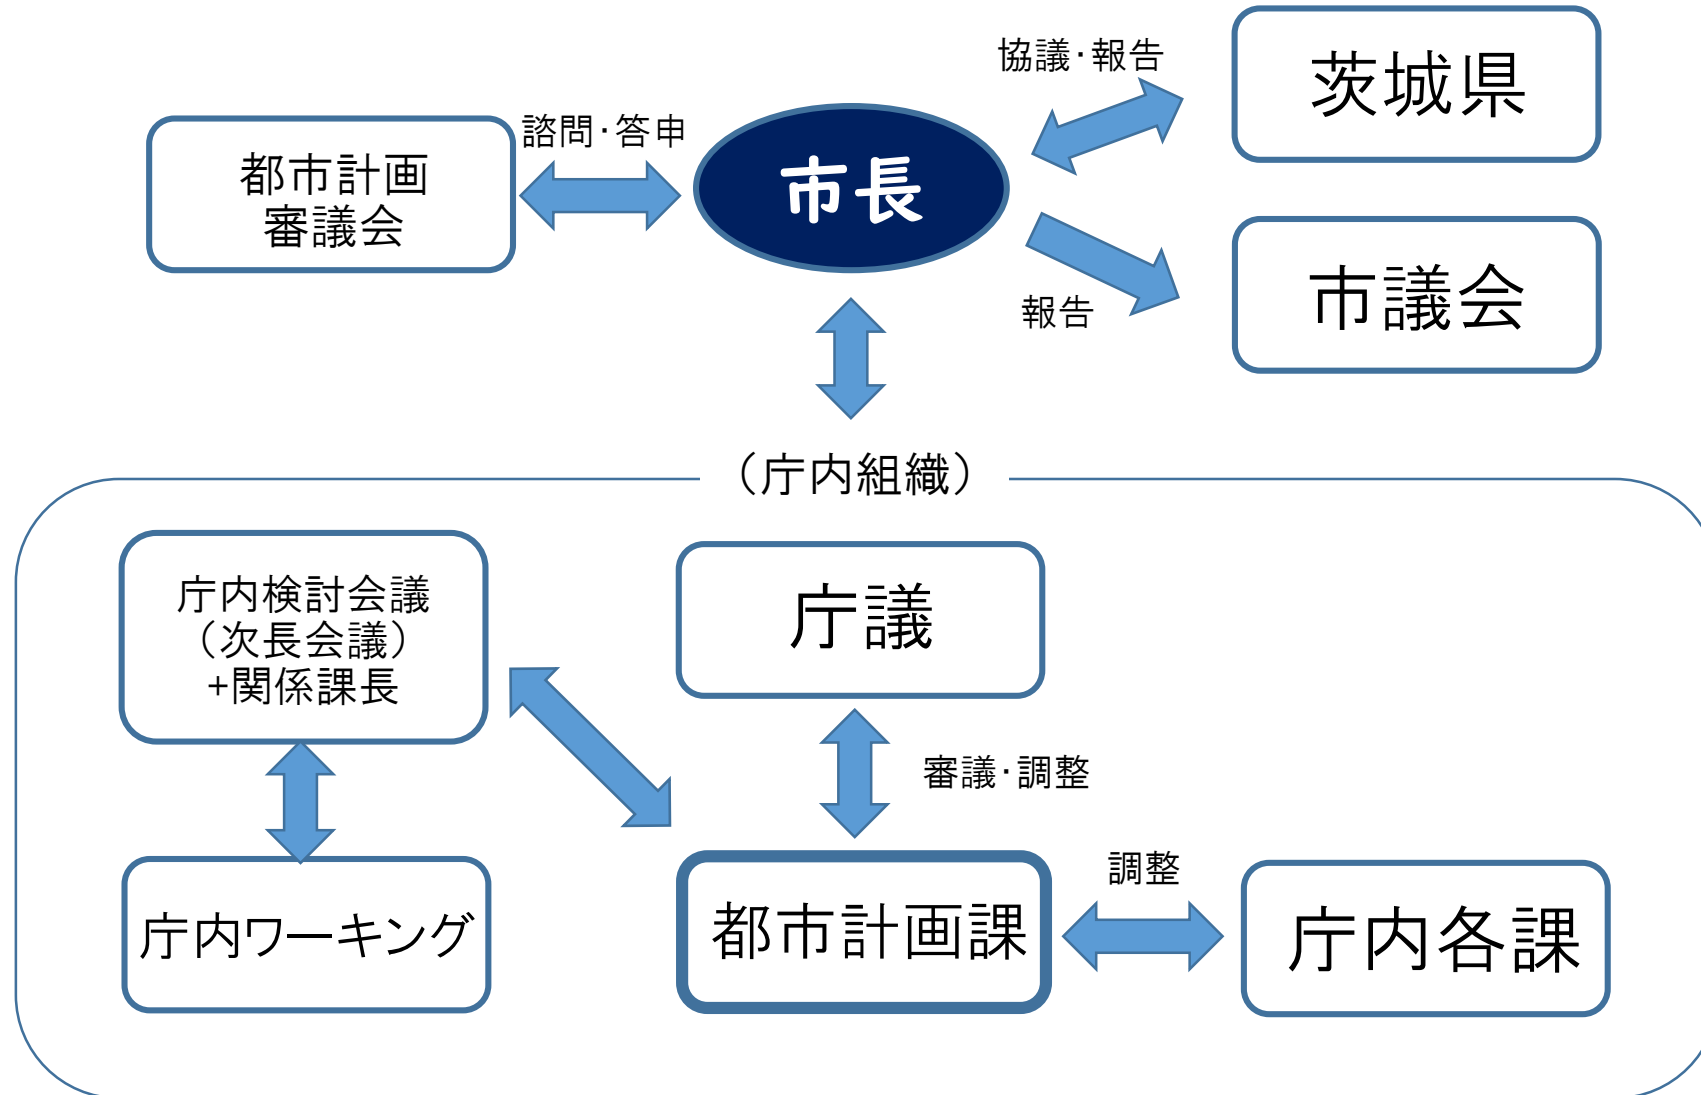 協議・報告
茨城県
都市計画
審議会
諮問・答申
市長
報告
市議会
（庁内組織）
庁内検討会議
（次長会議）
+関係課長
庁議
審議・調整
庁内ワーキング
都市計画課
調整
庁内各課